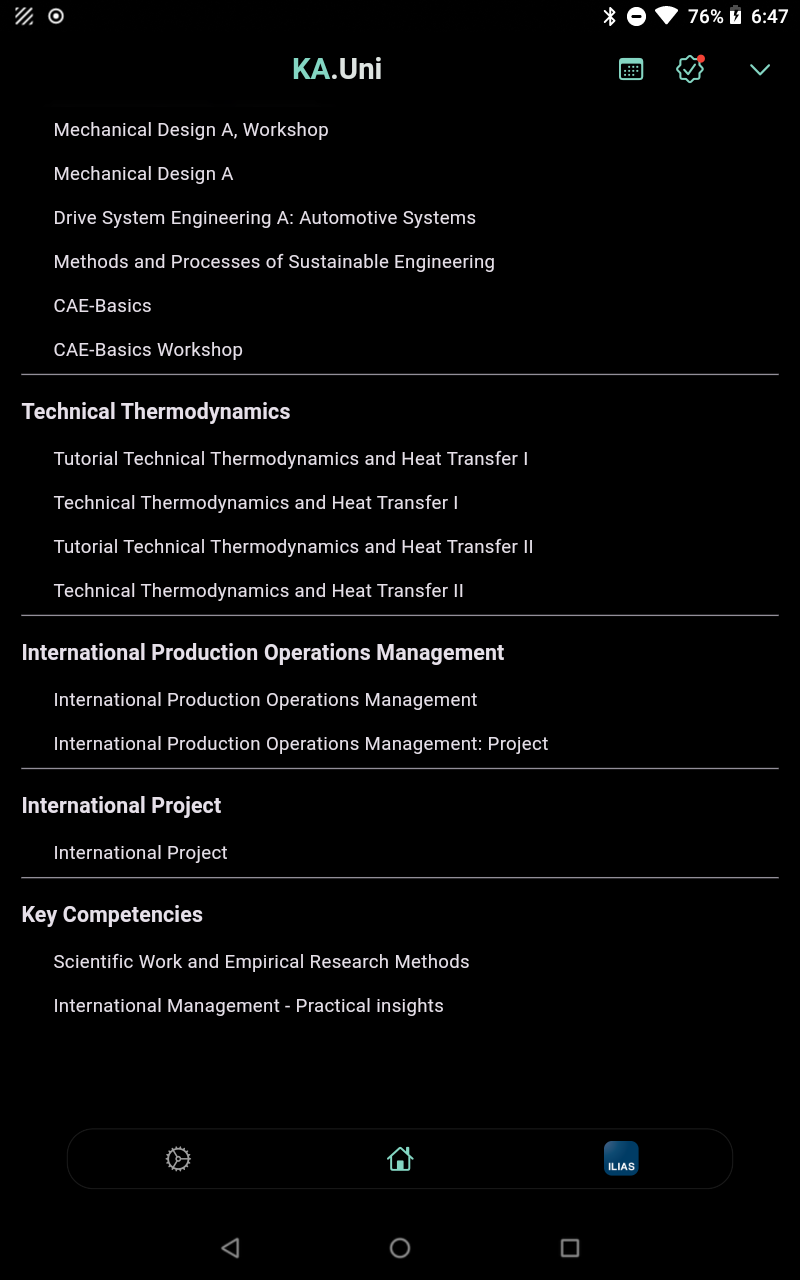 76% 6:47
KA.Uni
Mechanical Design A, Workshop
Mechanical Design A
Drive System Engineering A: Automotive Systems
Methods and Processes of Sustainable Engineering
CAE-Basics
CAE-Basics Workshop
Technical Thermodynamics
Tutorial Technical Thermodynamics and Heat Transfer I
Technical Thermodynamics and Heat Transfer I
Tutorial Technical Thermodynamics and Heat Transfer II
Technical Thermodynamics and Heat Transfer II
International Production Operations Management
International Production Operations Management
International Production Operations Management: Project
International Project
International Project
Key Competencies
Scientific Work and Empirical Research Methods
International Management - Practical insights
ILIAS